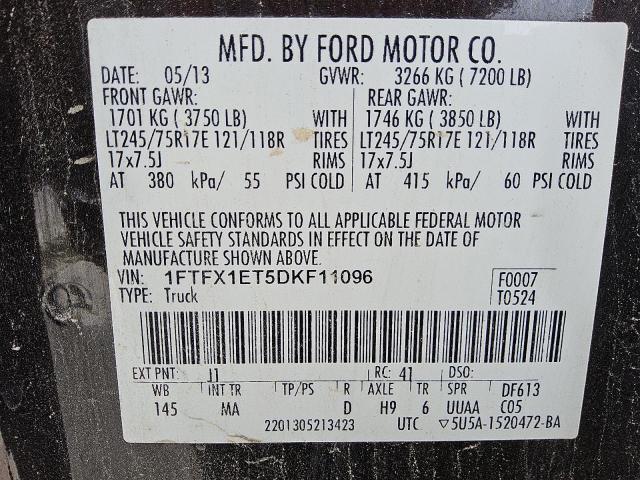 MFD. BY FORD MOTOR CO.
DATE: 05/13 GVWR: 3266 KG ( 7200 LB)
FRONT GAWR: REAR GAWR:
1701 KG ( 3750 LB) WITH 1746 KG ( 3850 LB) WITH
LT245/75R17E 121/118R TIRES LT245/75R17E 121/118R TIRES
17x7.5J RIMS 17x7.5J RIMS
AT 380 kPa/ 55 PSI COLD AT 415 kPa/ 60 PSI COLD
THIS VEHICLE CONFORMS TO ALL APPLICABLE FEDERAL MOTOR
VEHICLE SAFETY STANDARDS IN EFFECT ON THE DATE OF
MANUFACTURE SHOWN ABOVE.
VIN: 1FTFX1ET5DKF11096 F0007
TYPE: Truck T0524
EXT PNT: J1 RC: 41 DSO:
WB INT TR TP/PS R AXLE TR SPR DF613
145 MA D H9 6 UUAA C05
2201305213423 UTC ▽5U5A-1520472-BA